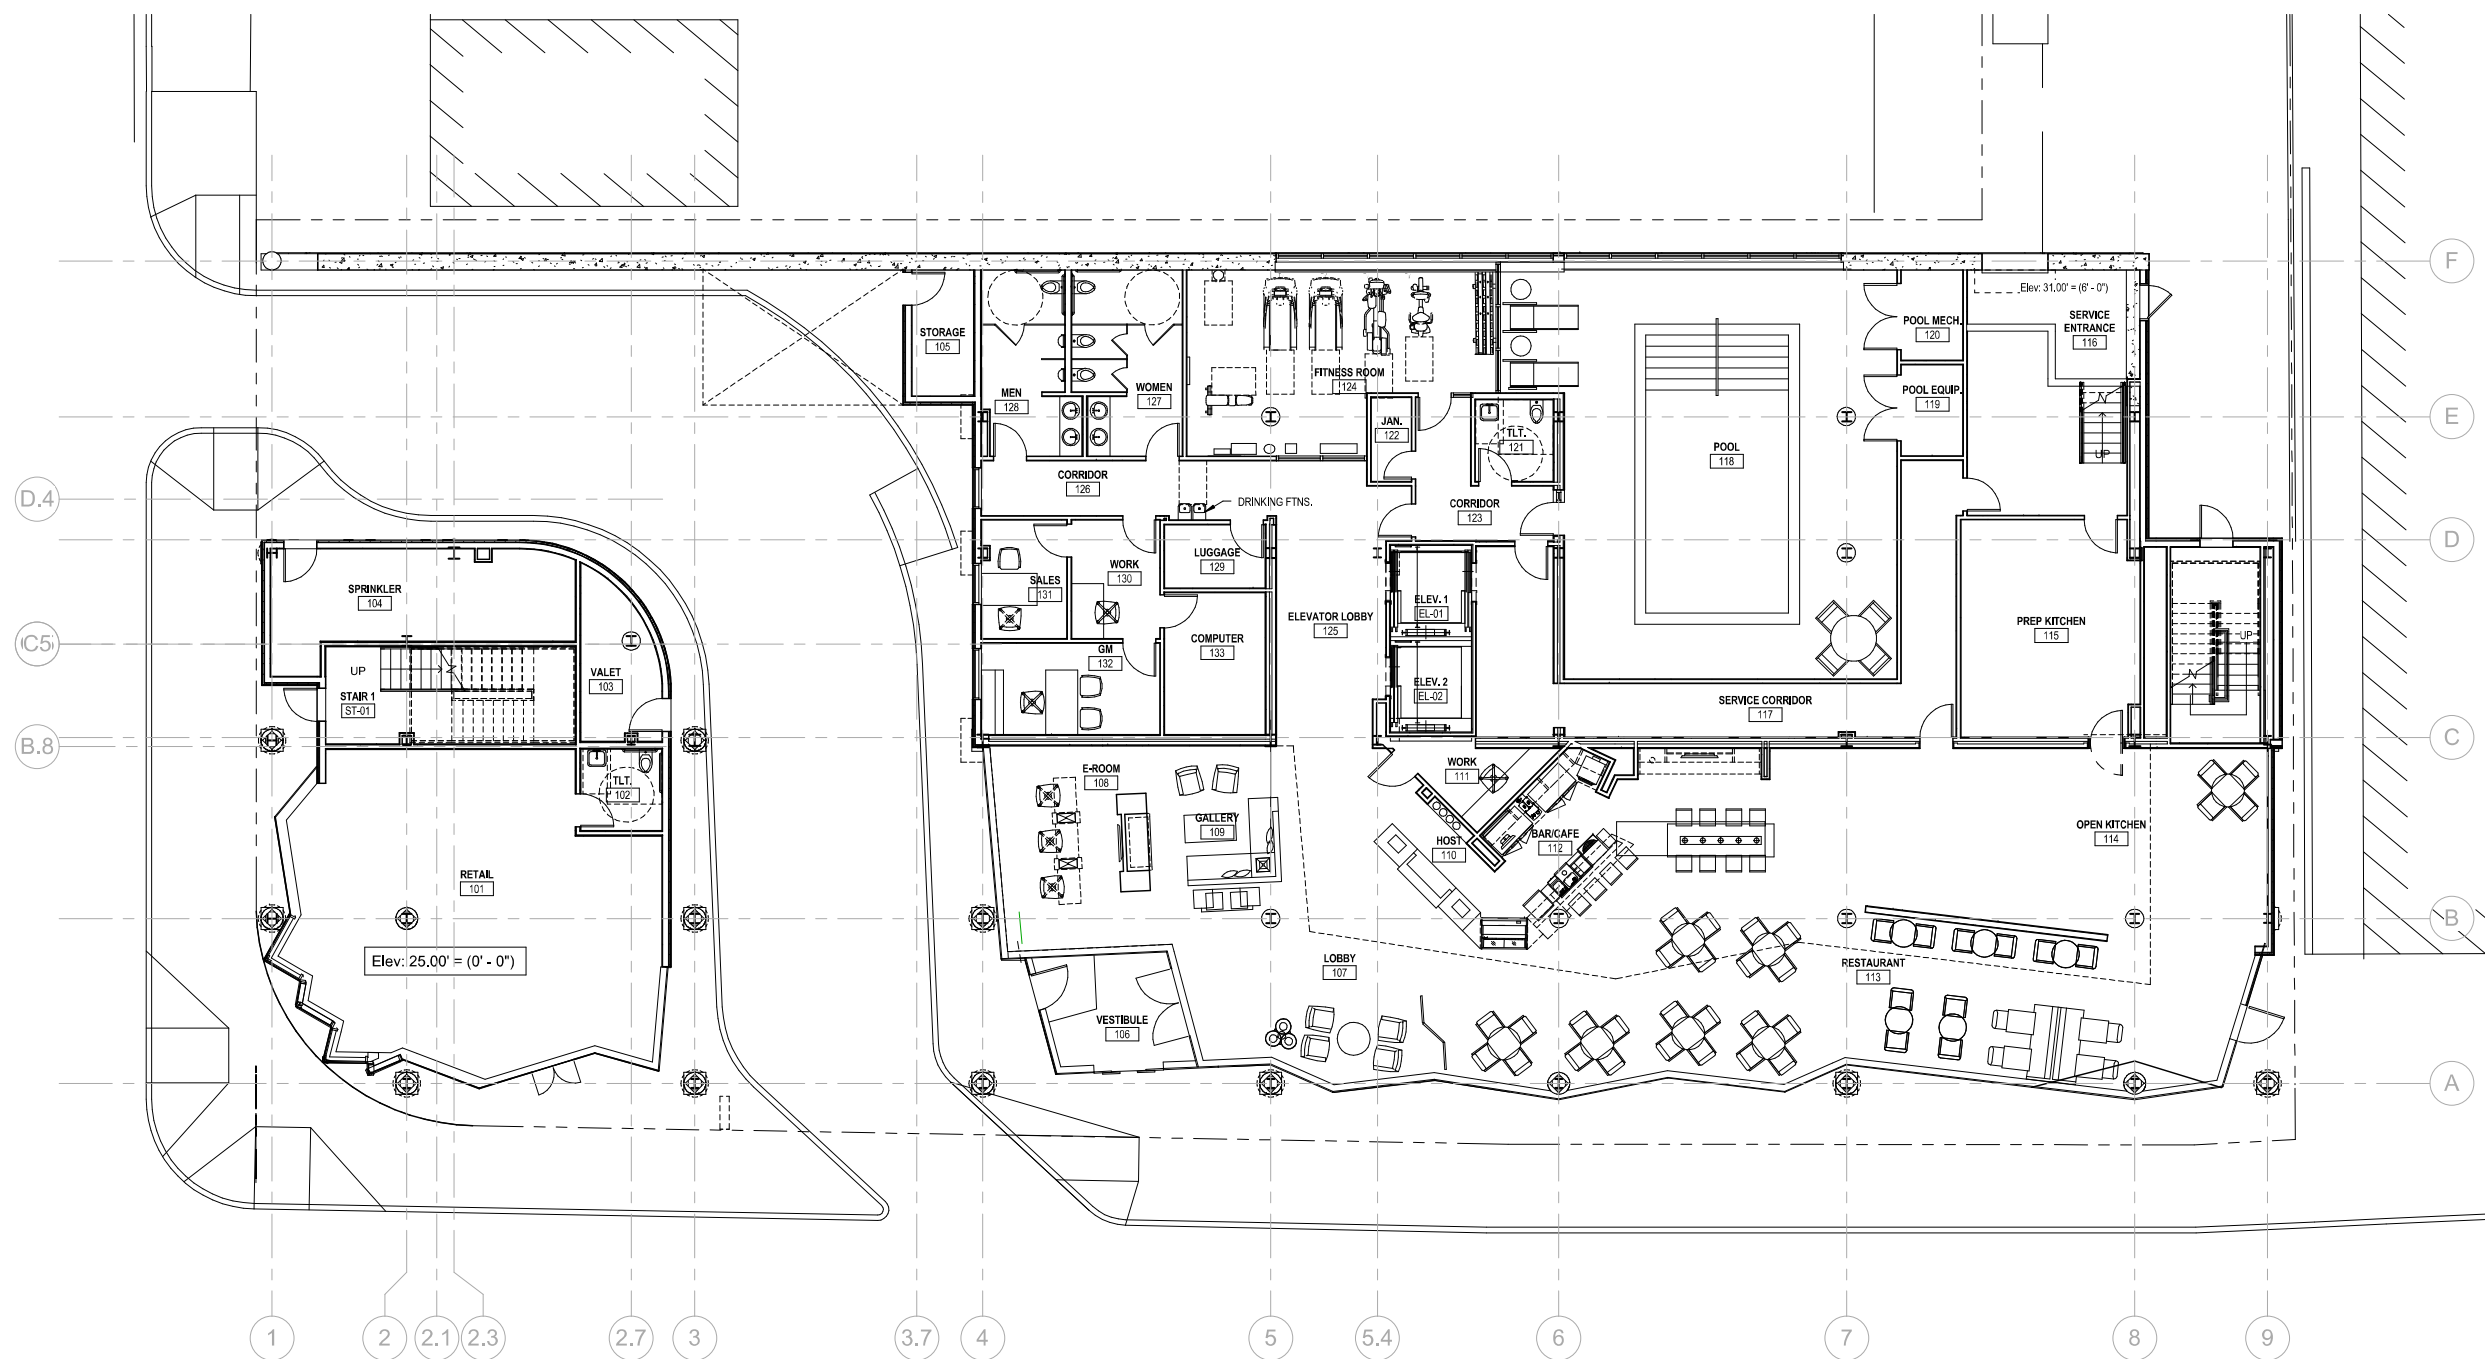 F
Elev: 31.00' = (6' - 0")
SERVICE
ENTRANCE
116
POOL MECH.
120
STORAGE
105
FITNESS ROOM
124
MEN
128
WOMEN
127
POOL EQUIP.
119
E
JAN.
122
TLT.
121
POOL
118
UP
CORRIDOR
126
D.4
DRINKING FTNS.
CORRIDOR
123
D
LUGGAGE
129
WORK
130
SALES
131
SPRINKLER
104
ELEV. 1
EL-01
ELEVATOR LOBBY
125
PREP KITCHEN
115
UP
COMPUTER
133
C5
GM
132
UP
VALET
103
STAIR 1
ST-01
ELEV. 2
EL-02
SERVICE CORRIDOR
117
B.8
C
E-ROOM
108
WORK
111
TLT.
102
GALLERY
109
HOST
110
BAR/CAFE
112
OPEN KITCHEN
114
RETAIL
101
B
Elev: 25.00' = (0' - 0")
LOBBY
107
RESTAURANT
113
VESTIBULE
106
A
1
2
2.1
2.3
2.7
3
3.7
4
5
5.4
6
7
8
9